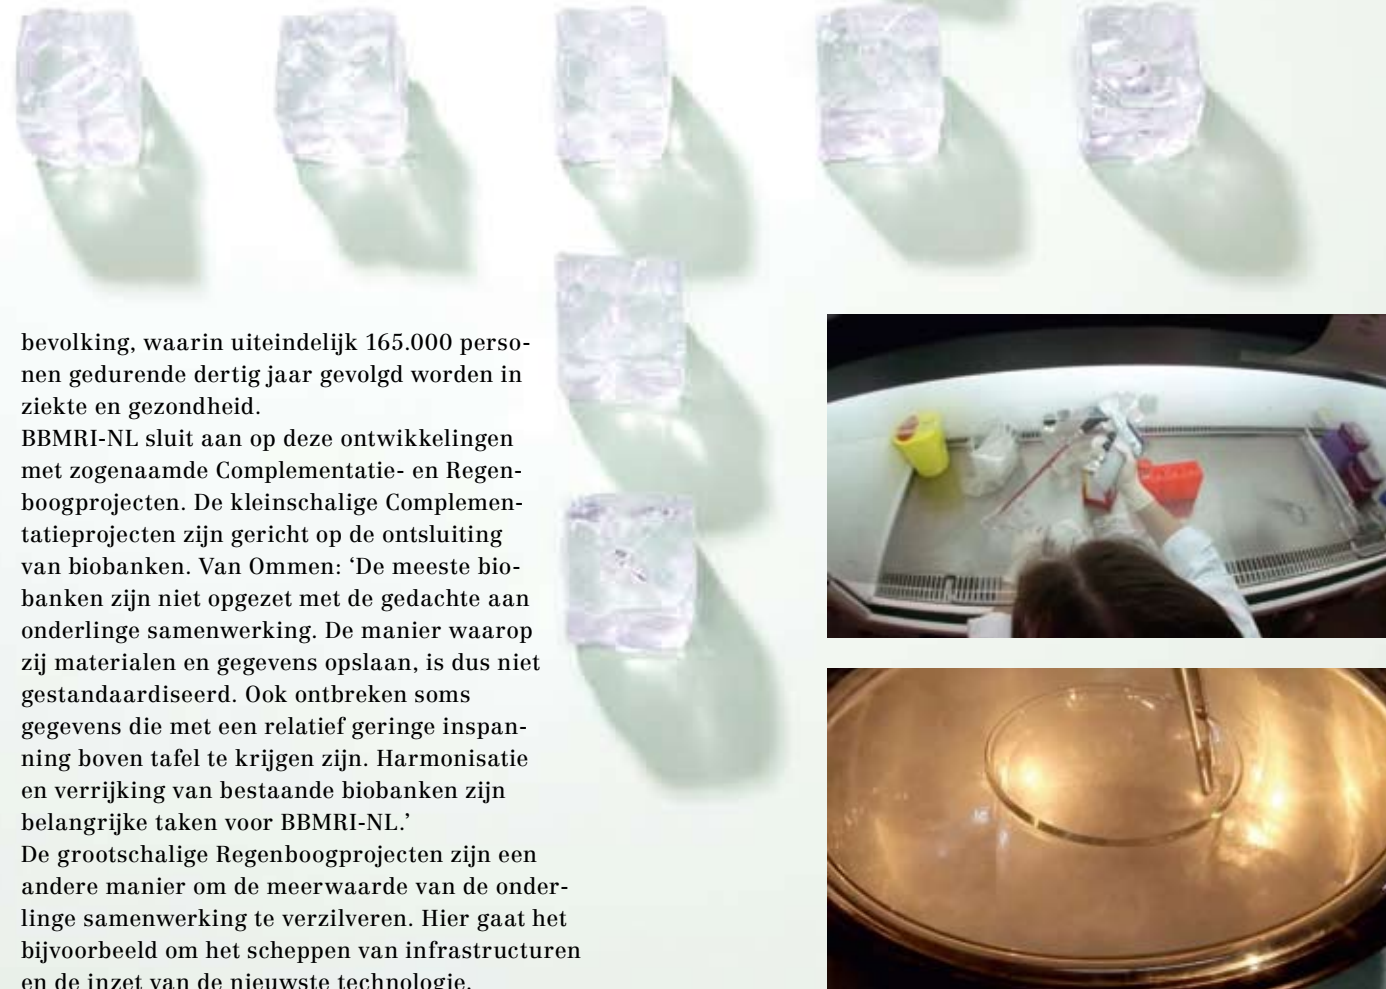 bevolking, waarin uiteindelijk 165.000 perso-
nen gedurende dertig jaar gevolgd worden in
ziekte en gezondheid.
BBMRI-NL sluit aan op deze ontwikkelingen
met zogenaamde Complementatie- en Regen-
boogprojecten. De kleinschalige Complemen-
tatieprojecten zijn gericht op de ontsluiting
van biobanken. Van Ommen: ‘De meeste bio-
banken zijn niet opgezet met de gedachte aan
onderlinge samenwerking. De manier waarop
zij materialen en gegevens opslaan, is dus niet
gestandaardiseerd. Ook ontbreken soms
gegevens die met een relatief geringe inspan-
ning boven tafel te krijgen zijn. Harmonisatie
en verrijking van bestaande biobanken zijn
belangrijke taken voor BBMRI-NL.’
De grootschalige Regenboogprojecten zijn een
andere manier om de meerwaarde van de onder-
linge samenwerking te verzilveren. Hier gaat het
bijvoorbeeld om het scheppen van infrastructuren
en de inzet van de nieuwste technologie.